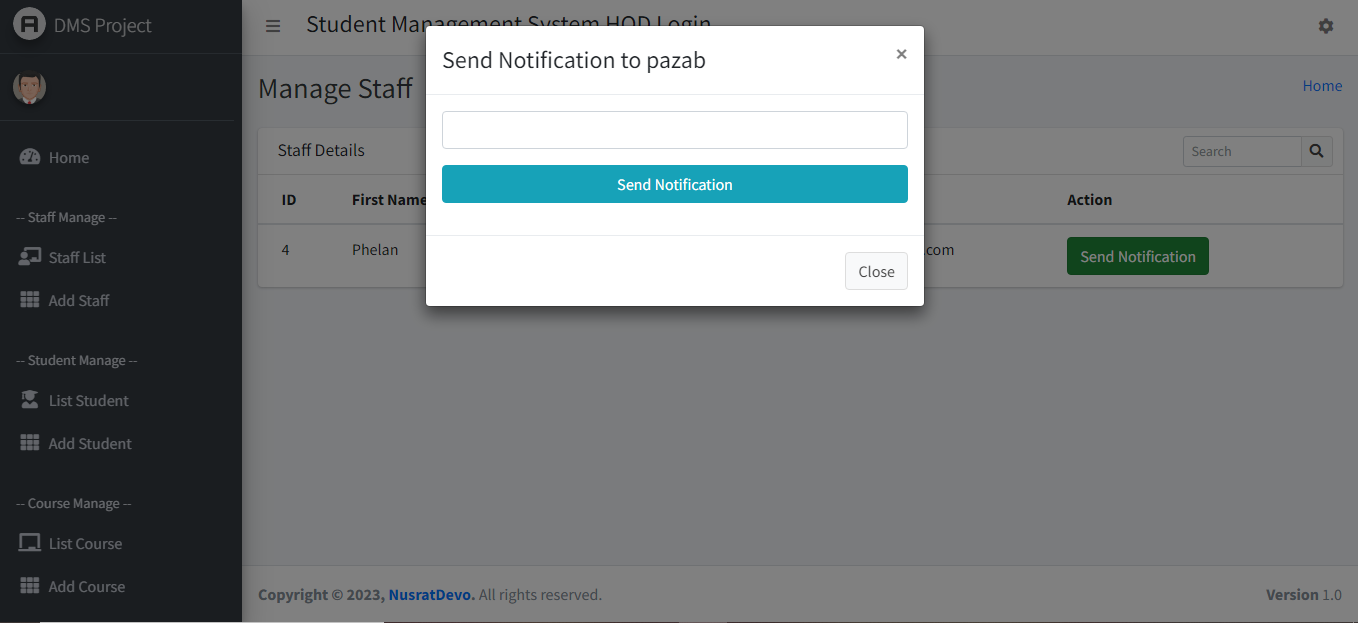 DMS Project
Student Management System HOD Login
Send Notification to pazab
×
Manage Staff
Home
Home
Staff Details
Search
Send Notification
-- Staff Manage --
ID
First Name
Action
Staff List
4
Phelan
.com
Send Notification
Close
Add Staff
-- Student Manage --
List Student
Add Student
-- Course Manage --
List Course
Add Course
Copyright © 2023, NusratDevo. All rights reserved.
Version 1.0